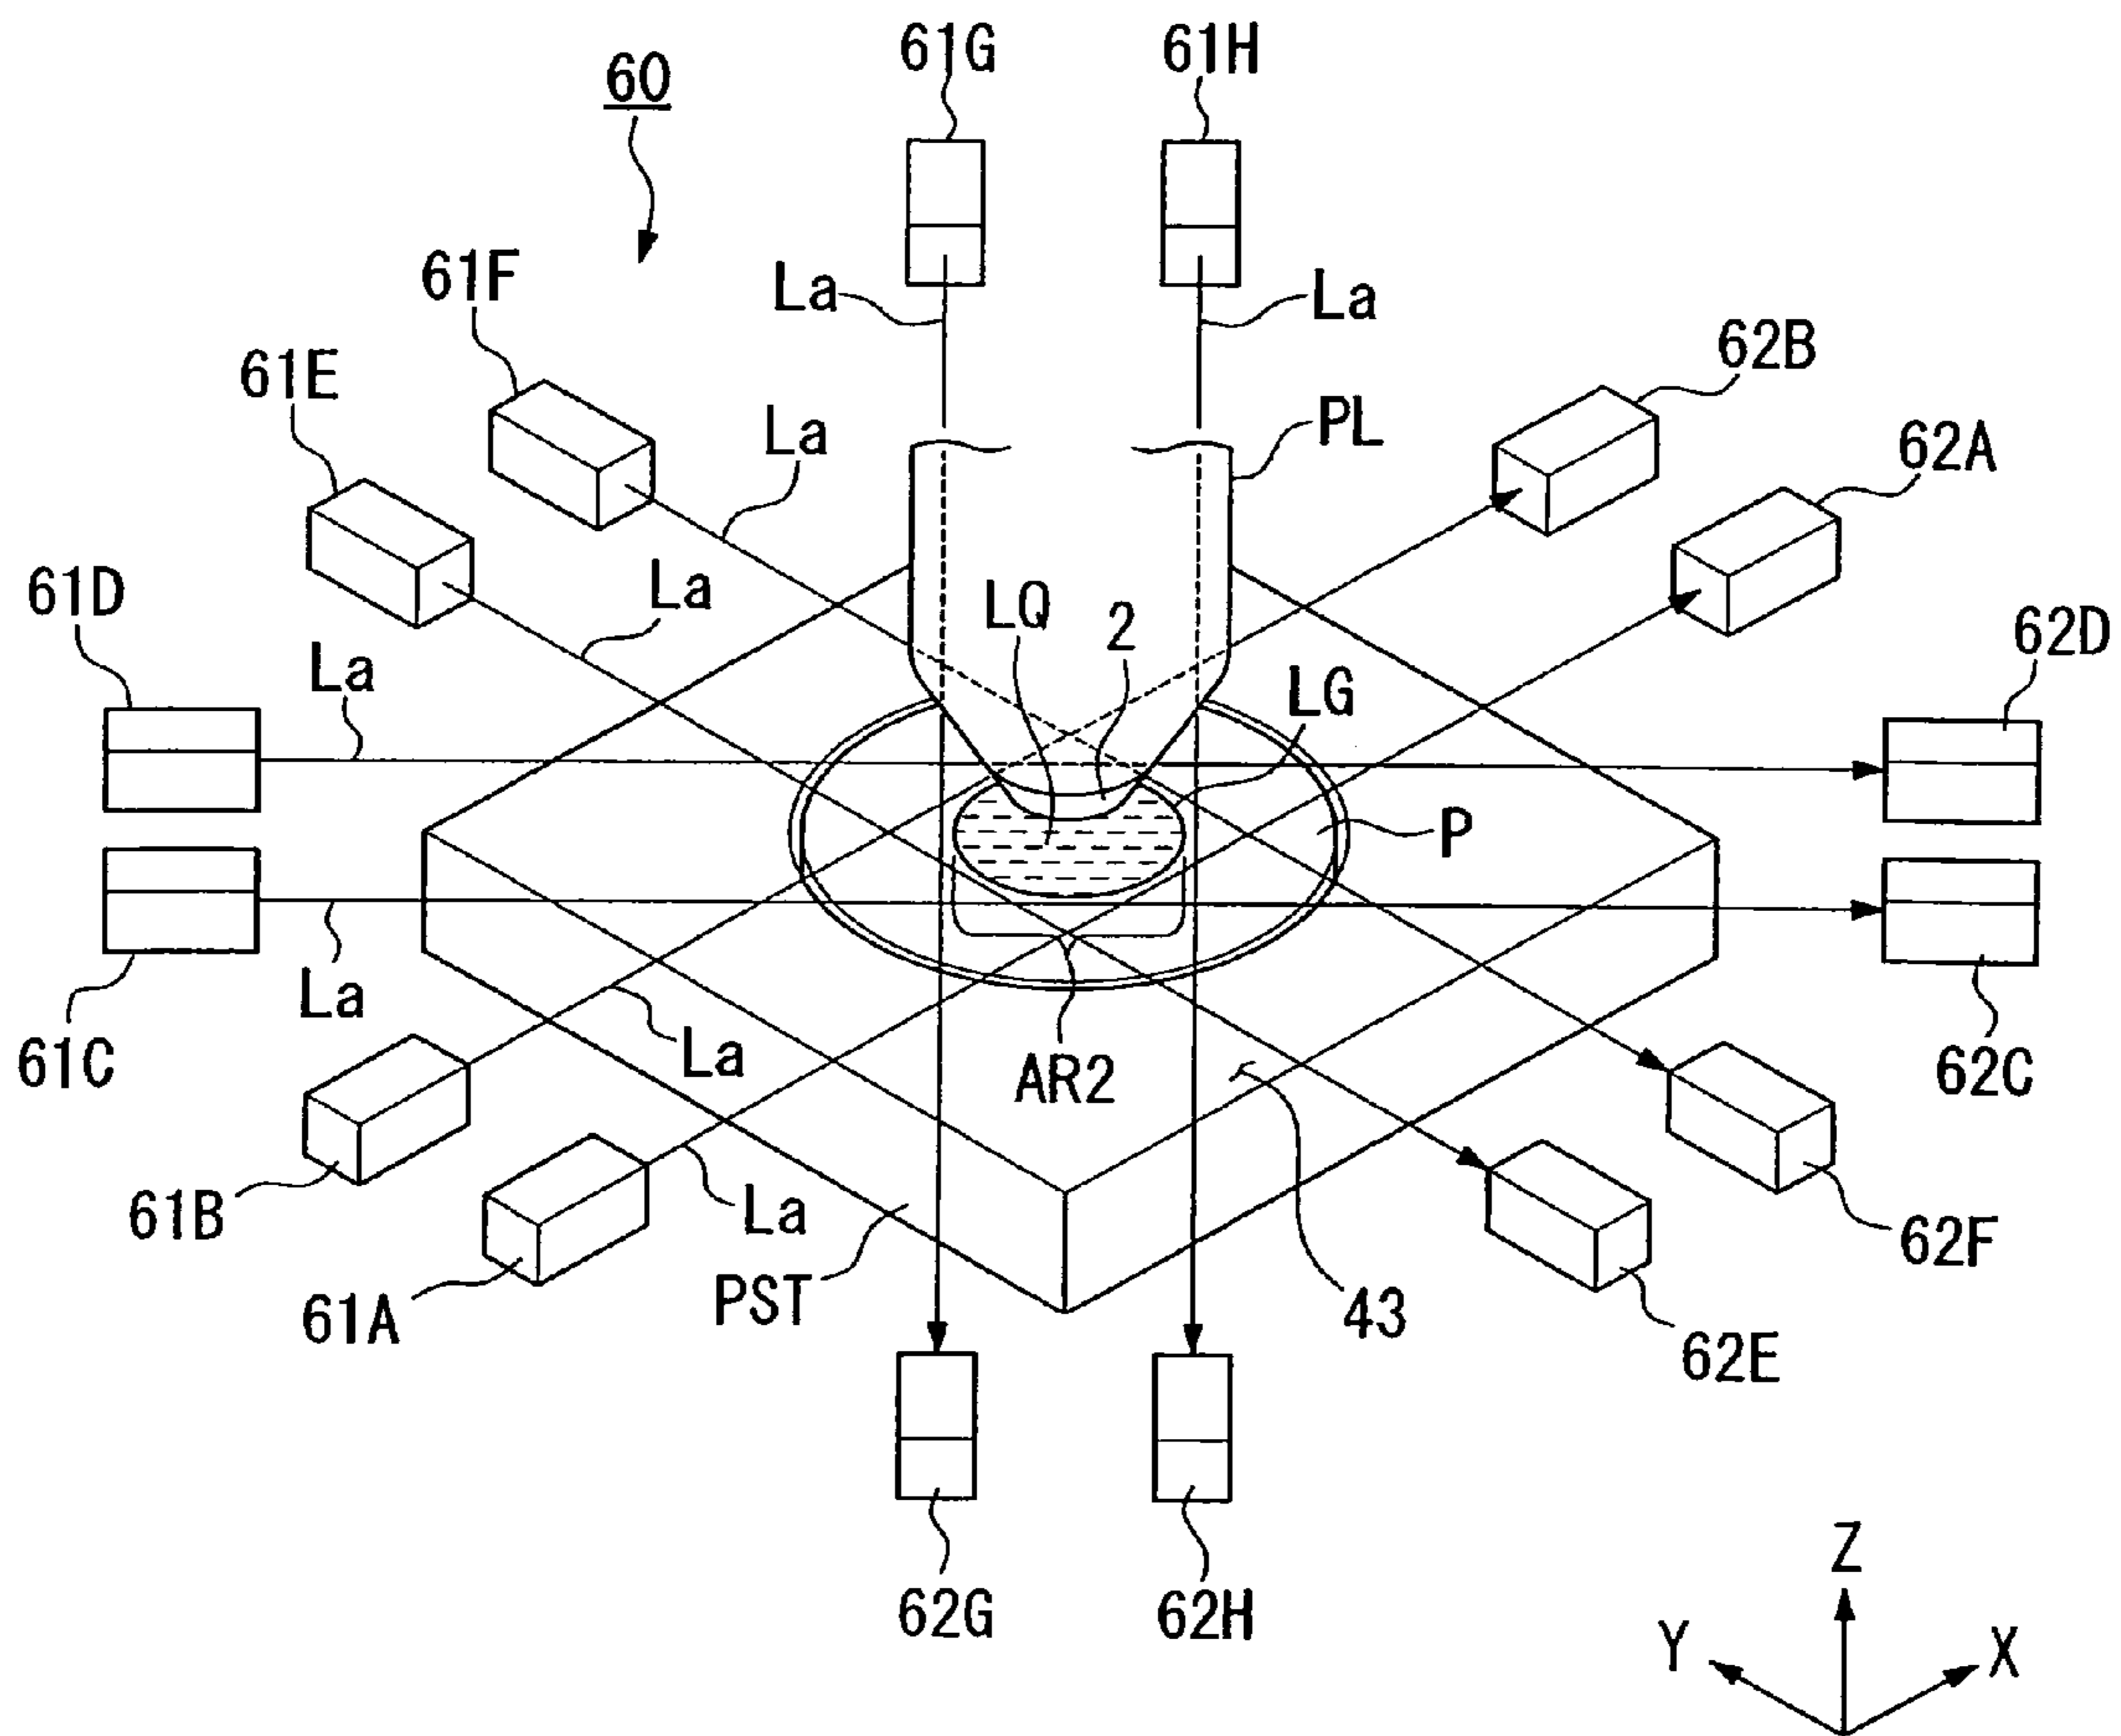 61G 61H
60
61F
La La
62B
61E
La PL
62A
La
61D
LQ 2
62D
La
LG
P
La
61C
La
AR2
62C
61B
La
PST
43
62F
61A
62E
62G 62H
Z
Y X